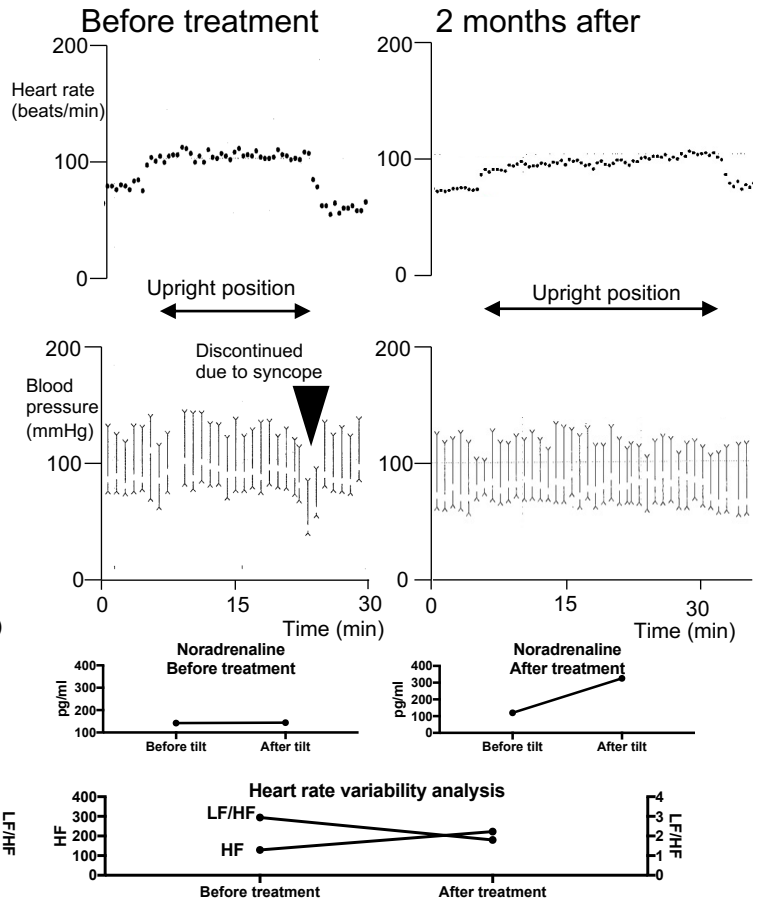 Before treatment
2 months after
200
Heart rate
(beats/min)
100
0
200
100
0
Upright position
Upright position
200
Discontinued
due to syncope
Blood
pressure
(mmHg)
100
0
0
15
30
Time (min)
200
100
0
0
15
30
Time (min)
Noradrenaline
Before treatment
400
300
200
100
pg/ml
Before tilt
After tilt
Noradrenaline
After treatment
400
300
200
100
0
pg/ml
Before tilt
After tilt
Heart rate variability analysis
LF/HF
400
300
200
100
0
HF
LF/HF
HF
4
3
2
1
0
LF/HF
Before treatment
After treatment